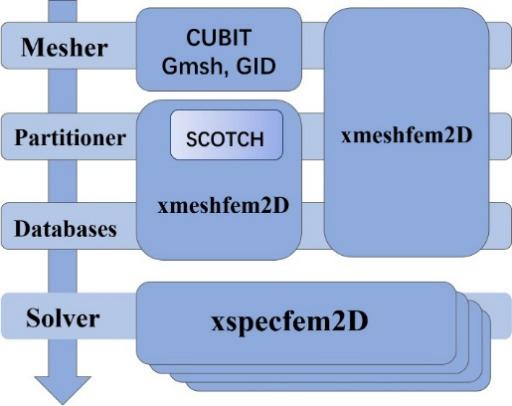 Mesher
CUBIT
Gmsh, GID
Partitioner
SCOTCH
xmeshfem2D
xmeshfem2D
Databases
Solver
xspecfem2D